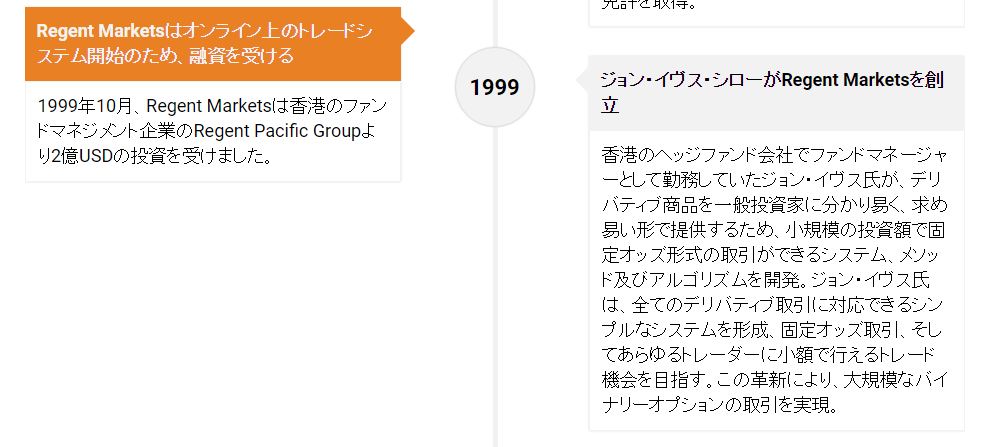 Regent Marketsはオンライン上のトレードシ
ステム開始のため、融資を受ける
1999年10月、Regent Marketsは香港のファン
ドマネジメント企業のRegent Pacific Groupよ
り2億USDの投資を受けました。
1999
免許を取得。
ジョン・イヴス・シローがRegent Marketsを創
立
香港のヘッジファンド会社でファンドマネージャ
ーとして勤務していたジョン・イヴス氏が、デリ
バティブ商品を一般投資家に分かり易く、求め
易い形で提供するため、小規模の投資額で固
定オッズ形式の取引ができるシステム、メソッ
ド及びアルゴリズムを開発。ジョン・イヴス氏
は、全てのデリバティブ取引に対応できるシン
プルなシステムを形成、固定オッズ取引、そし
てあらゆるトレーダーに小額で行えるトレード
機会を目指す。この革新により、大規模なバイ
ナリーオプションの取引を実現。